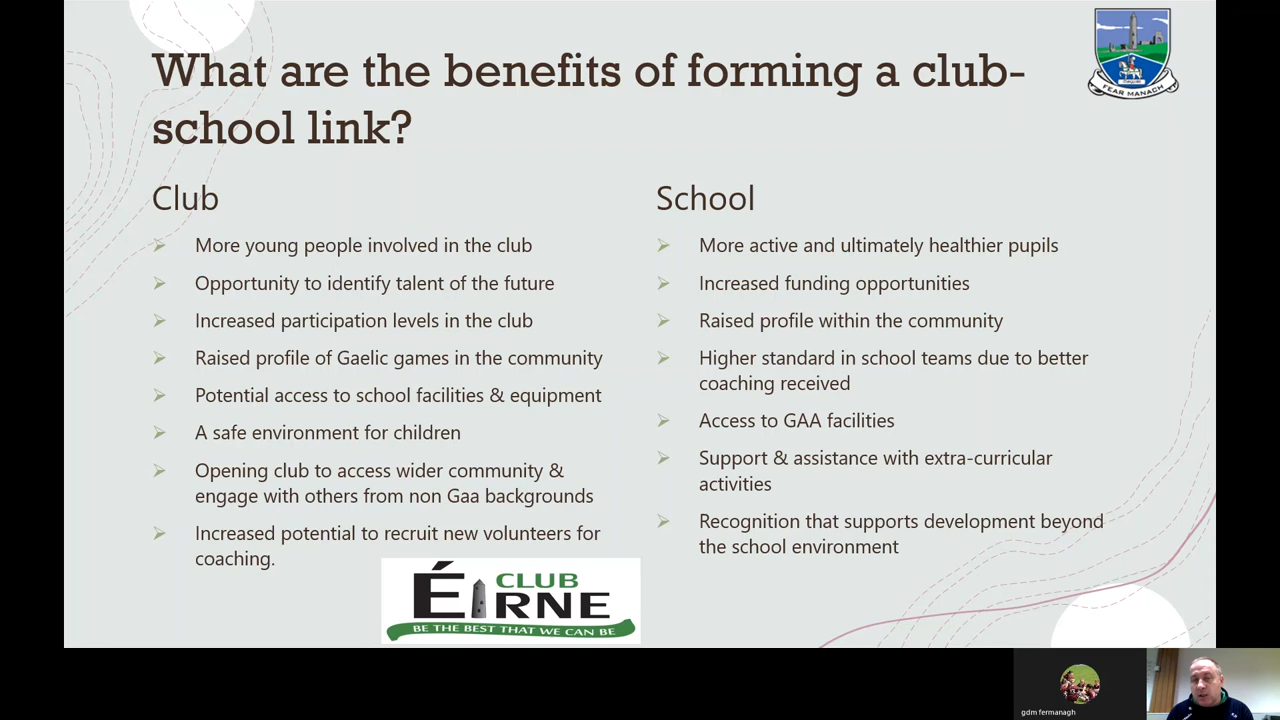 What are the benefits of forming a club-
school link?
FEAR MANACH
Club
More young people involved in the club
Opportunity to identify talent of the future
Increased participation levels in the club
Raised profile of Gaelic games in the community
Potential access to school facilities & equipment
A safe environment for children
Opening club to access wider community &
engage with others from non Gaa backgrounds
Increased potential to recruit new volunteers for
coaching.
School
More active and ultimately healthier pupils
Increased funding opportunities
Raised profile within the community
Higher standard in school teams due to better
coaching received
Access to GAA facilities
Support & assistance with extra-curricular
activities
Recognition that supports development beyond
the school environment
CLUB
ÉIRNE
BE THE BEST THAT WE CAN BE
gdm fermanagh